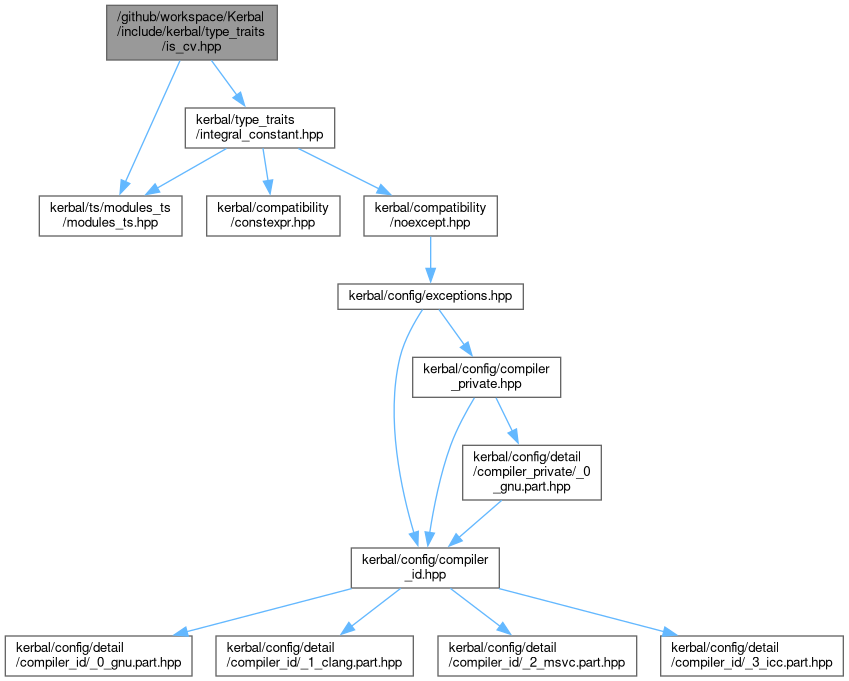 /github/workspace/Kerbal
/include/kerbal/type_traits
/is_cv.hpp
kerbal/type_traits
/integral_constant.hpp
kerbal/ts/modules_ts
/modules_ts.hpp
kerbal/compatibility
/constexpr.hpp
kerbal/compatibility
/noexcept.hpp
kerbal/config/exceptions.hpp
kerbal/config/compiler
_private.hpp
kerbal/config/detail
/compiler_private/_0
_gnu.part.hpp
kerbal/config/compiler
_id.hpp
kerbal/config/detail
/compiler_id/_0_gnu.part.hpp
kerbal/config/detail
/compiler_id/_1_clang.part.hpp
kerbal/config/detail
/compiler_id/_2_msvc.part.hpp
kerbal/config/detail
/compiler_id/_3_icc.part.hpp